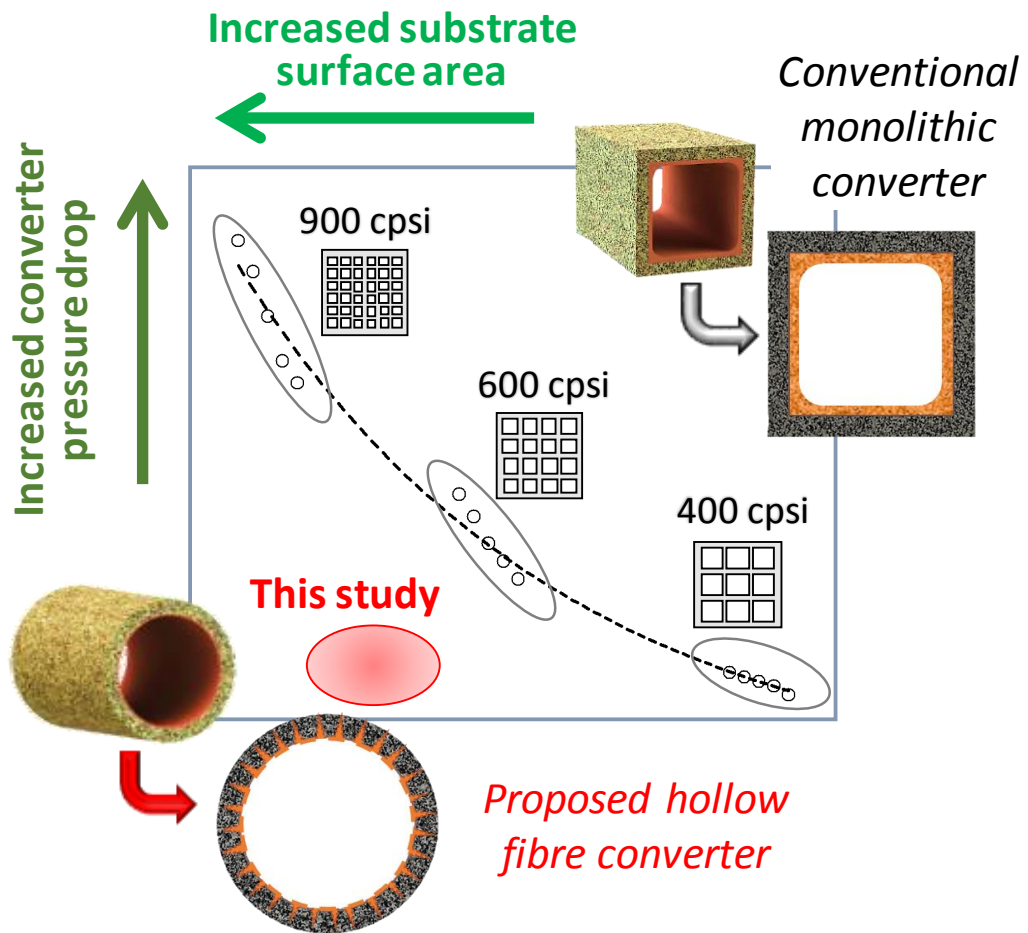 Increased substrate
surface area
Conventional
monolithic
converter
Increased converter
pressure drop
900 cpsi
600 cpsi
400 cpsi
This study
Proposed hollow
fibre converter